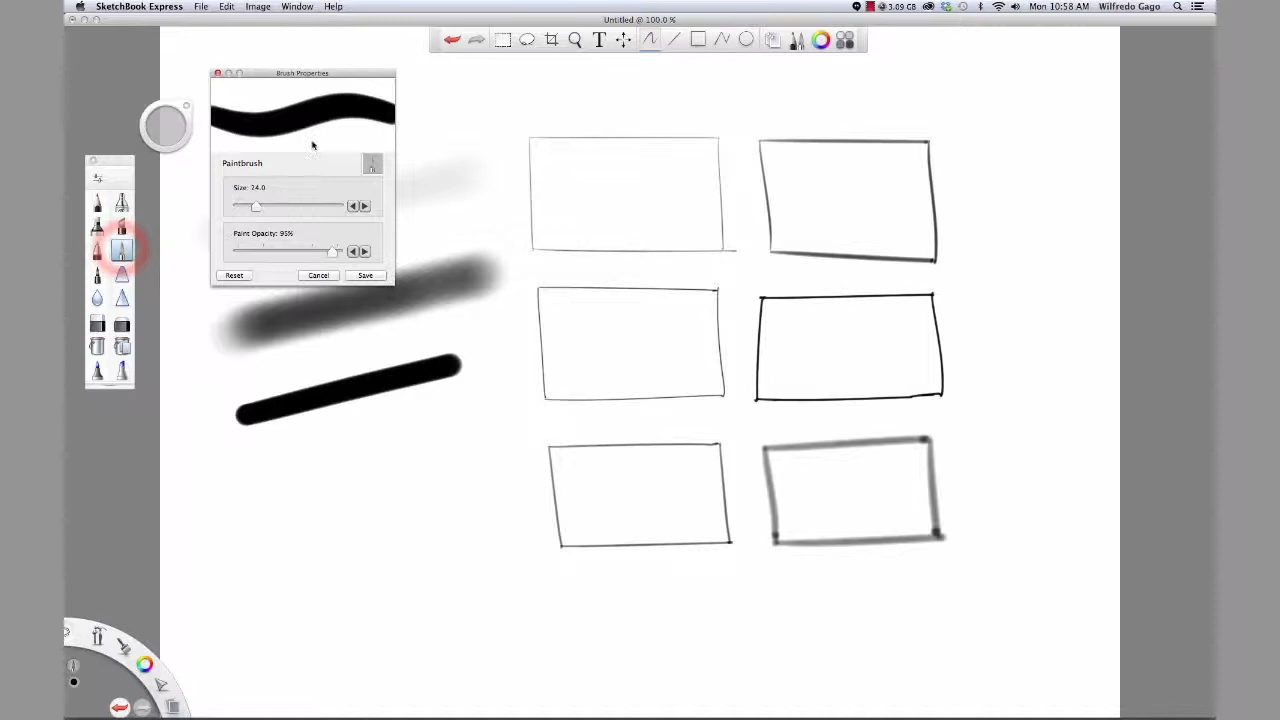 SketchBook Express File Edit Image Window Help 3.09 GB Mon 10:58 AM Wilfredo Gago
Untitled @ 100.0 %
T
Brush Properties
Paintbrush
Size: 24.0
Paint Opacity: 95%
Reset Cancel Save